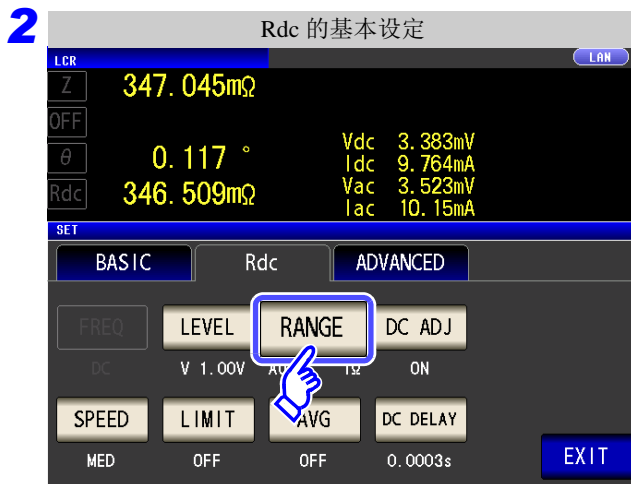 2
Rdc 的基本设定
LCR
LAN
Z 347.045mΩ
OFF
θ 0.117 °
Rdc 346.509mΩ
Vdc 3.383mV
Idc 9.764mA
Vac 3.523mV
Iac 10.15mA
SET
BASIC Rdc ADVANCED
FREQ LEVEL RANGE DC ADJ
DC V 1.00V 1Ω ON
SPEED LIMIT AVG DC DELAY
MED OFF OFF 0.0003s
EXIT